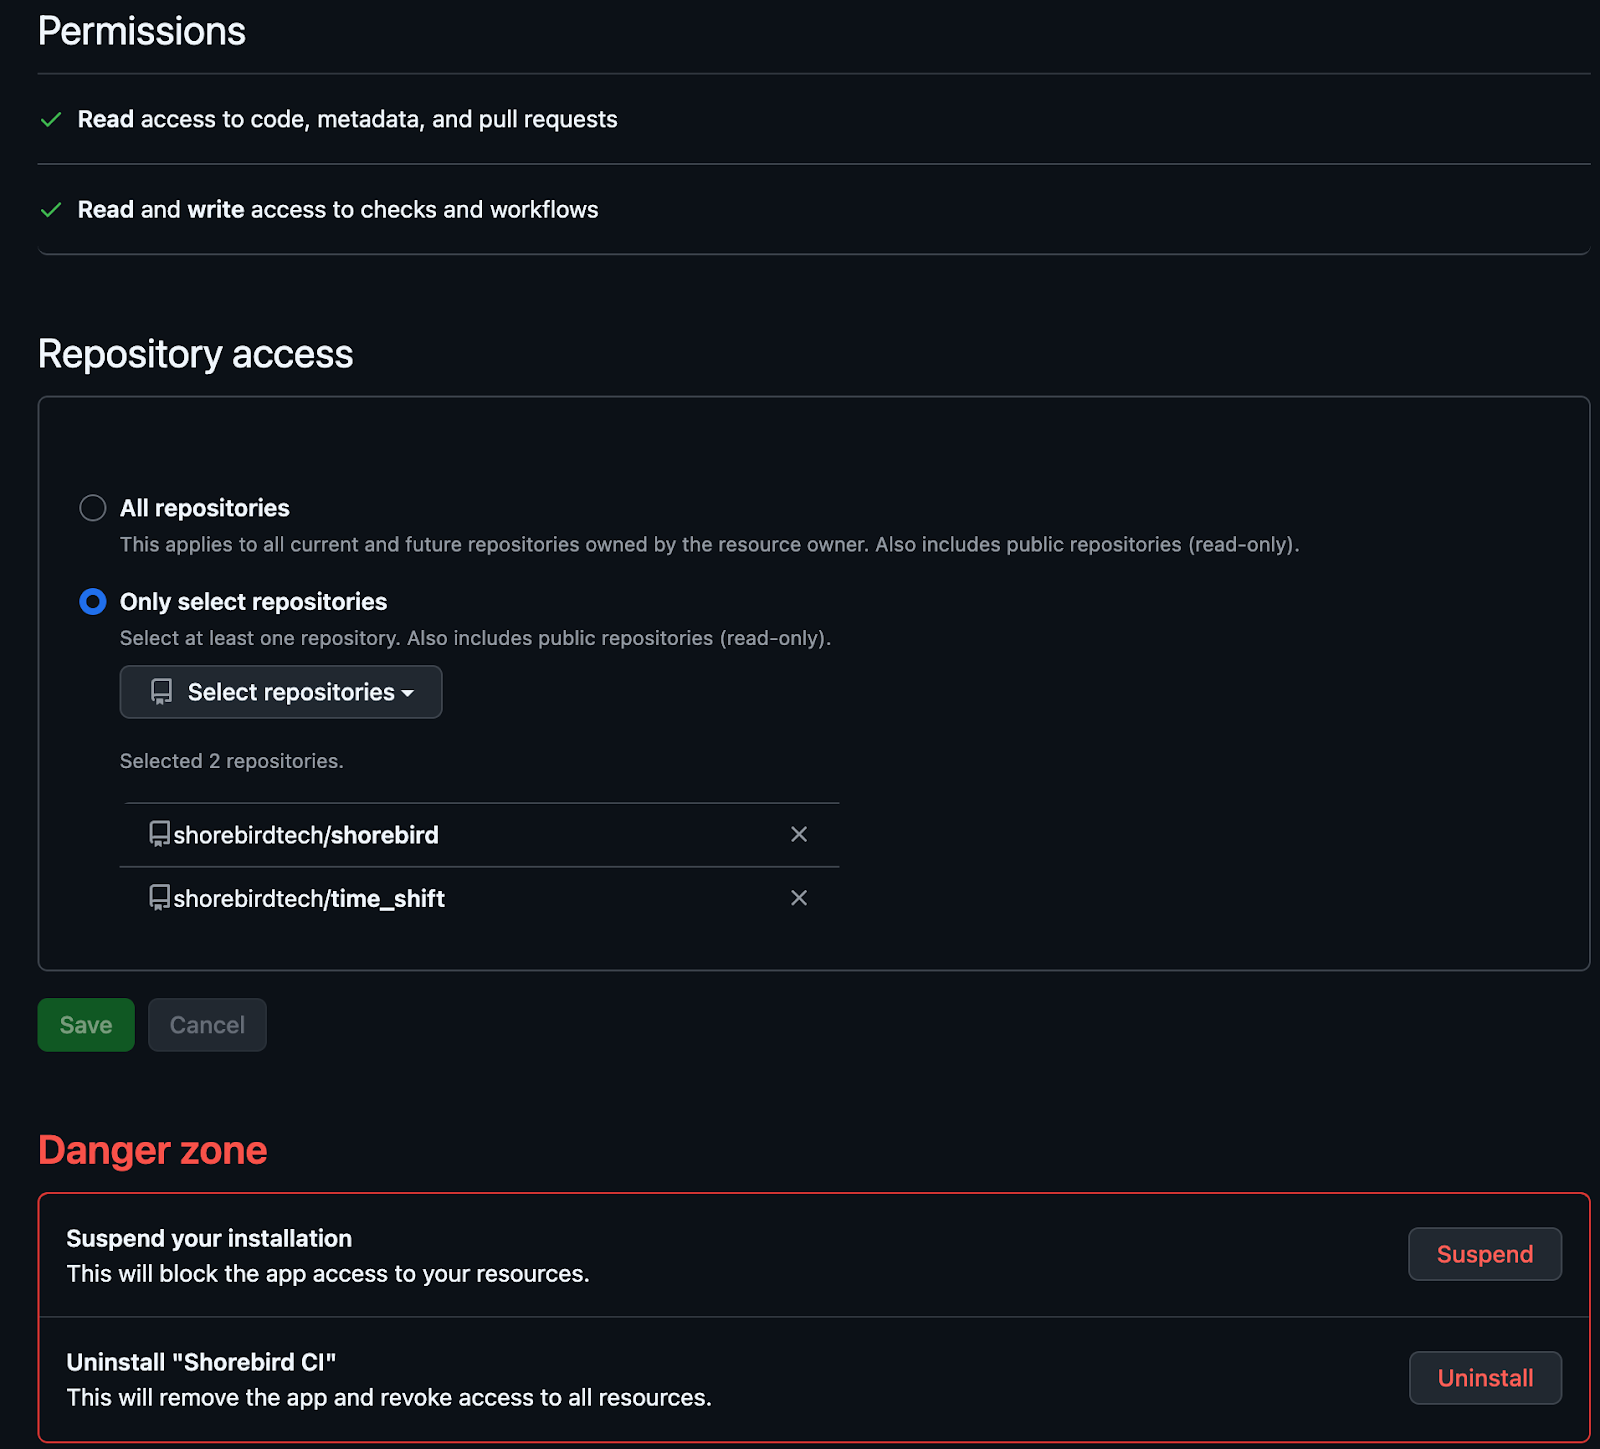 Permissions
Read access to code, metadata, and pull requests
Read and write access to checks and workflows
Repository access
All repositories
This applies to all current and future repositories owned by the resource owner. Also includes public repositories (read-only).
Only select repositories
Select at least one repository. Also includes public repositories (read-only).
Select repositories
Selected 2 repositories.
shorebirdtech/shorebird
shorebirdtech/time_shift
Save Cancel
Danger zone
Suspend your installation
This will block the app access to your resources.
Suspend
Uninstall "Shorebird CI"
This will remove the app and revoke access to all resources.
Uninstall